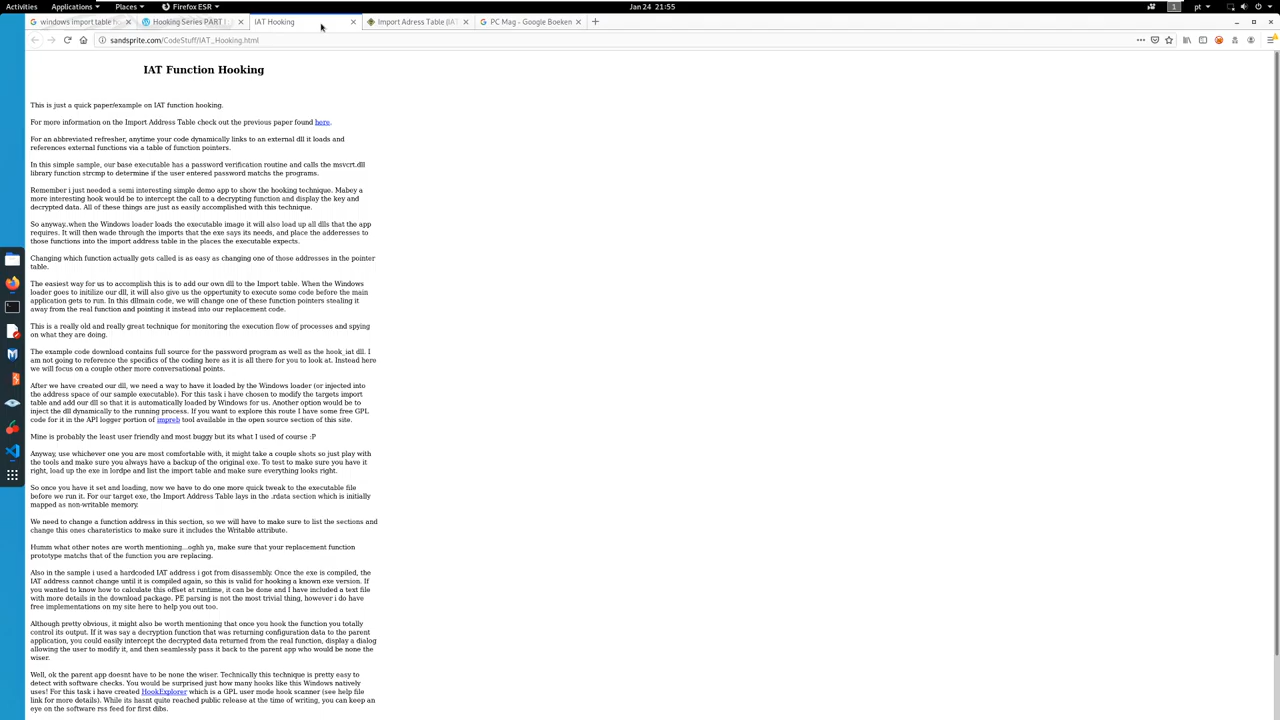 Activities Places Firefox ESR Jan 24 21:55 1 pt
windows import table h Hooking Series PART I IAT Hooking Import Adress Table (IAT PC Mag - Google Boeken
sandsprite.com/CodeStuff/IAT_Hooking.html
IAT Function Hooking
This is just a quick paper/example on IAT function hooking.
For more information on the Import Address Table check out the previous paper found here.
For an abbreviated refresher, anytime your code dynamically links to an external dll it loads and
references external functions via a table of function pointers.
In this simple sample, our base executable has a password verification routine and calls the msvcrt.dll
library function strcmp to determine if the user entered password matchs the programs.
Remember i just needed a semi interesting simple demo app to show the hooking technique. Mabey a
more interesting hook would be to intercept the call to a decrypting function and display the key and
decrypted data. All of these things are just as easily accomplished with this technique.
So anyway..when the Windows loader loads the executable image it will also load up all dlls that the app
requires. It will then wade through the imports that the exe says its needs, and place the adderesses to
those functions into the import address table in the places the executable expects.
Changing which function actually gets called is as easy as changing one of those addresses in the pointer
table.
The easiest way for us to accomplish this is to add our own dll to the Import table. When the Windows
loader goes to initilize our dll, it will also give us the opportunity to execute some code before the main
application gets to run. In this dllmain code, we will change one of these function pointers stealing it
away from the real function and pointing it instead into our replacement code.
This is a really old and really great technique for monitoring the execution flow of processes and spying
on what they are doing.
The example code download contains full source for the password program as well as the hook_iat dll. I
am not going to reference the specifics of the coding here as it is all there for you to look at. Instead here
we will focus on a couple other more conversational points.
After we have created our dll, we need a way to have it loaded by the Windows loader (or injected into
the address space of our sample executable). For this task i have chosen to modify the targets import
table and add our dll so that it is automatically loaded by Windows for us. Another option would be to
inject the dll dynamically to the running process. If you want to explore this route I have some free GPL
code for it in the API logger portion of impreb tool available in the open source section of this site.
Mine is probably the least user friendly and most buggy but its what I used of course :P
Anyway, use whichever one you are most comfortable with, it might take a couple shots so just play with
the tools and make sure you always have a backup of the original exe. To test to make sure you have it
right, load up the exe in lordpe and list the import table and make sure everything looks right.
So once you have it set and loading, now we have to do one more quick tweak to the executable file
before we run it. For our target exe, the Import Address Table lays in the .rdata section which is initially
mapped as non-writable memory.
We need to change a function address in this section, so we will have to make sure to list the sections and
change this ones charateristics to make sure it includes the Writable attribute.
Humm what other notes are worth mentioning...oghh ya, make sure that your replacement function
prototype matchs that of the function you are replacing.
Also in the sample i used a hardcoded IAT address i got from disassembly. Once the exe is compiled, the
IAT address cannot change until it is compiled again, so this is valid for hooking a known exe version. If
you wanted to know how to calculate this offset at runtime, it can be done and I have included a text file
with more details in the download package. PE parsing is not the most trivial thing, however i do have
free implementations on my site here to help you out too.
Although pretty obvious, it might also be worth mentioning that once you hook the function you totally
control its output. If it was say a decryption function that was returning configuration data to the parent
application, you could easily intercept the decrypted data returned from the real function, display a dialog
allowing the user to modify it, and then seamlessly pass it back to the parent app who would be none the
wiser.
Well, ok the parent app doesnt have to be none the wiser. Technically this technique is pretty easy to
detect with software checks. You would be surprised just how many hooks like this Windows natively
uses! For this task i have created HookExplorer which is a GPL user mode hook scanner (see help file
link for more details). While its hasnt quite reached public release at the time of writing, you can keep an
eye on the software rss feed for first dibs.